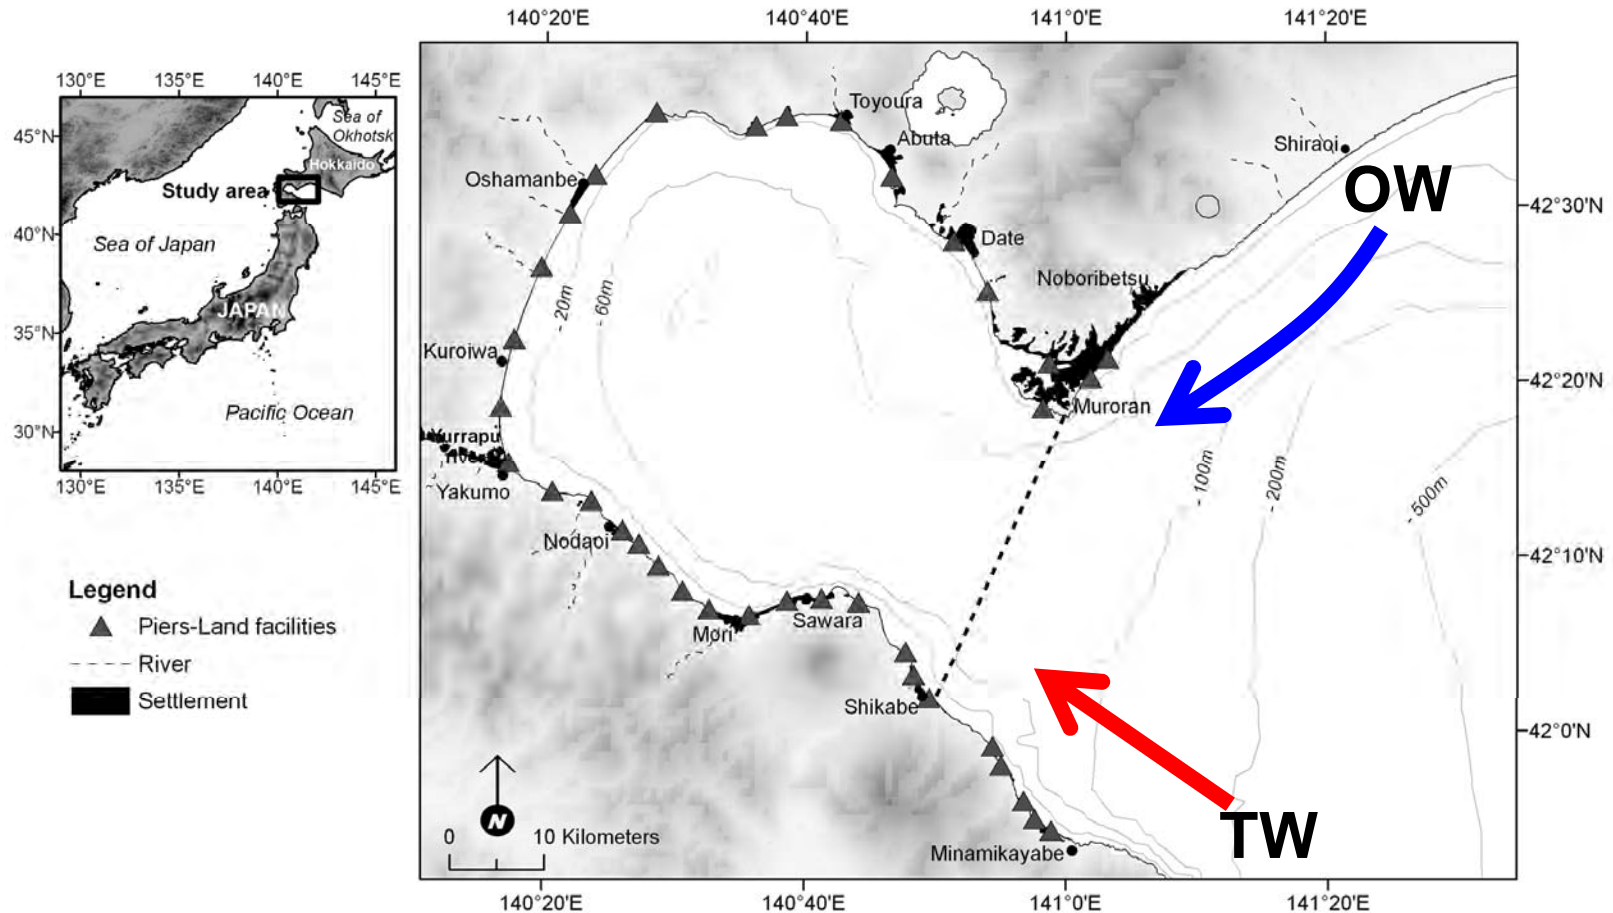 140°20'E 140°40'E 141°0'E 141°20'E
130°E 135°E 140°E 145°E
45°N
40°N
35°N
30°N
Sea of
Okhotsk
Hokkaido
Study area
Sea of Japan
JAPAN
Pacific Ocean
130°E 135°E 140°E 145°E
Legend
Piers-Land facilities
River
Settlement
Toyoura
Abuta
Shiraoi
OW
Oshamanbe
42°30'N
Date
Noboribetsu
-20m
-60m
Kuroiwa
42°20'N
Muroran
Yurrapu
river
Yakumo
-100m
-200m
-500m
Nodaoi
42°10'N
Mori
Sawara
Shikabe
42°0'N
N
0 10 Kilometers
TW
Minamikayabe
140°20'E 140°40'E 141°0'E 141°20'E